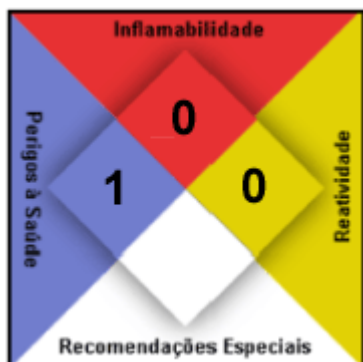 Inflamabilidade
0
Perigos à Saúde
1
0
Reatividade
Recomendações Especiais